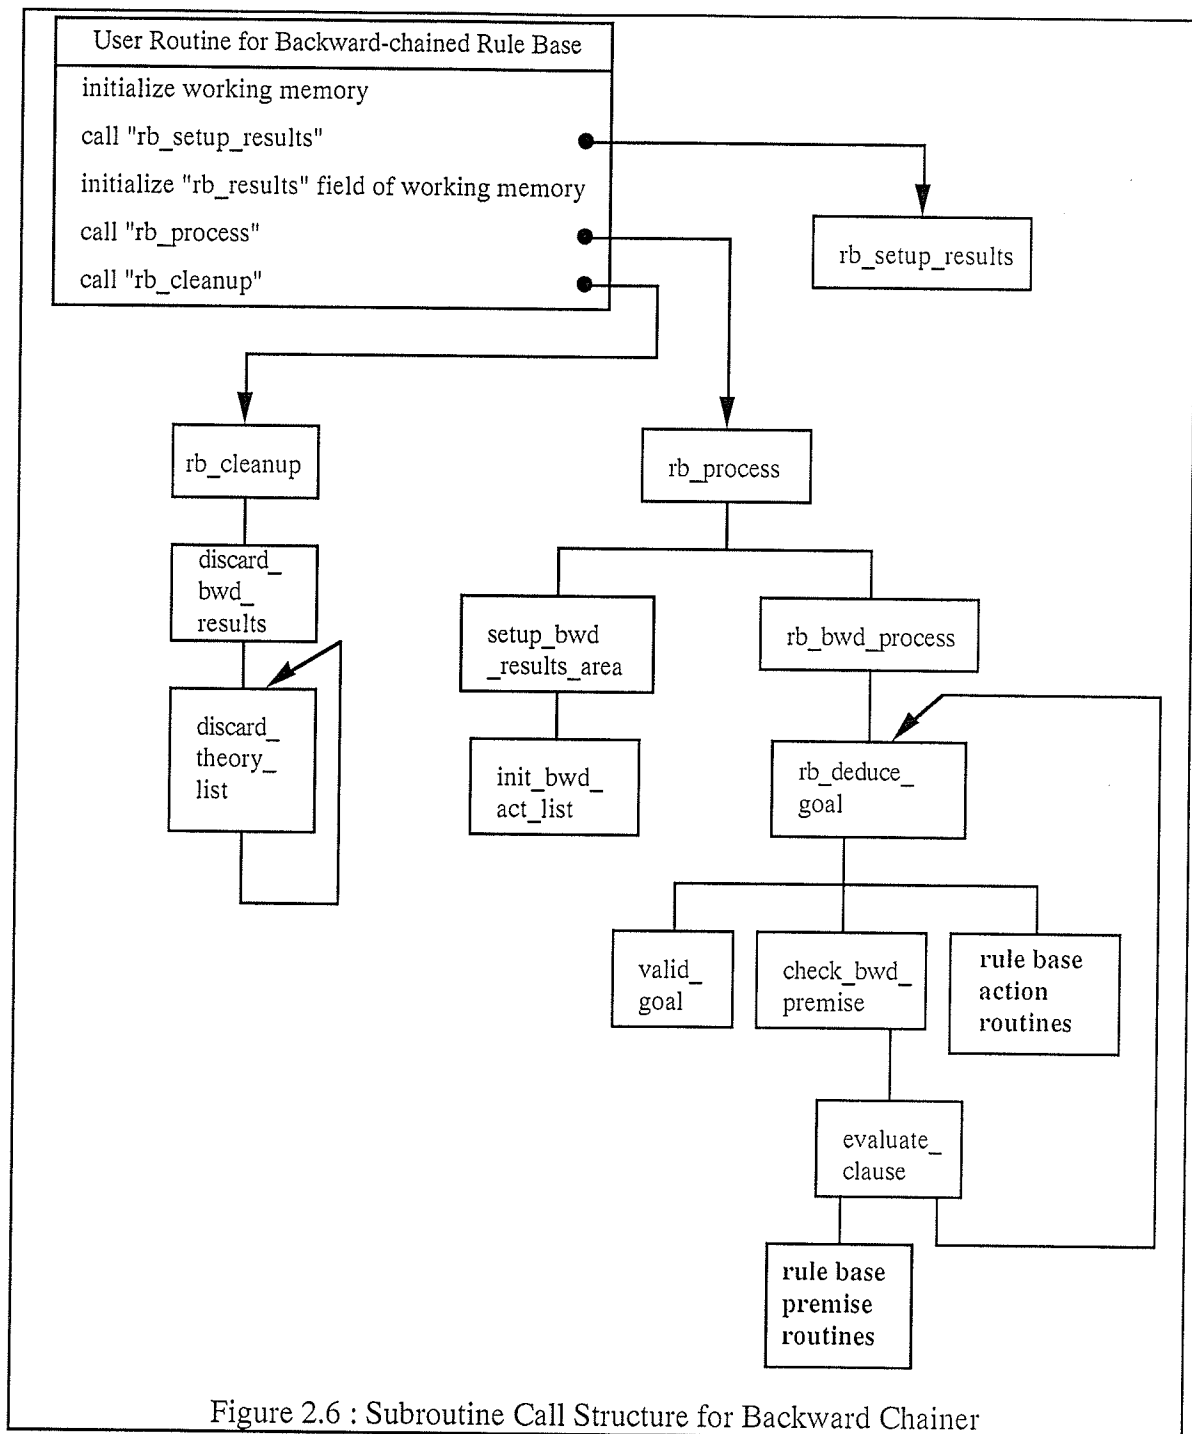 User Routine for Backward-chained Rule Base
initialize working memory
call "rb_setup_results"
initialize "rb_results" field of working memory
call "rb_process"
call "rb_cleanup"
rb_setup_results
rb_cleanup
rb_process
discard_
bwd_
results
setup_bwd
_results_area
rb_bwd_process
discard_
theory_
list
init_bwd_
act_list
rb_deduce_
goal
valid_
goal
check_bwd_
premise
rule base
action
routines
evaluate_
clause
rule base
premise
routines
Figure 2.6 : Subroutine Call Structure for Backward Chainer